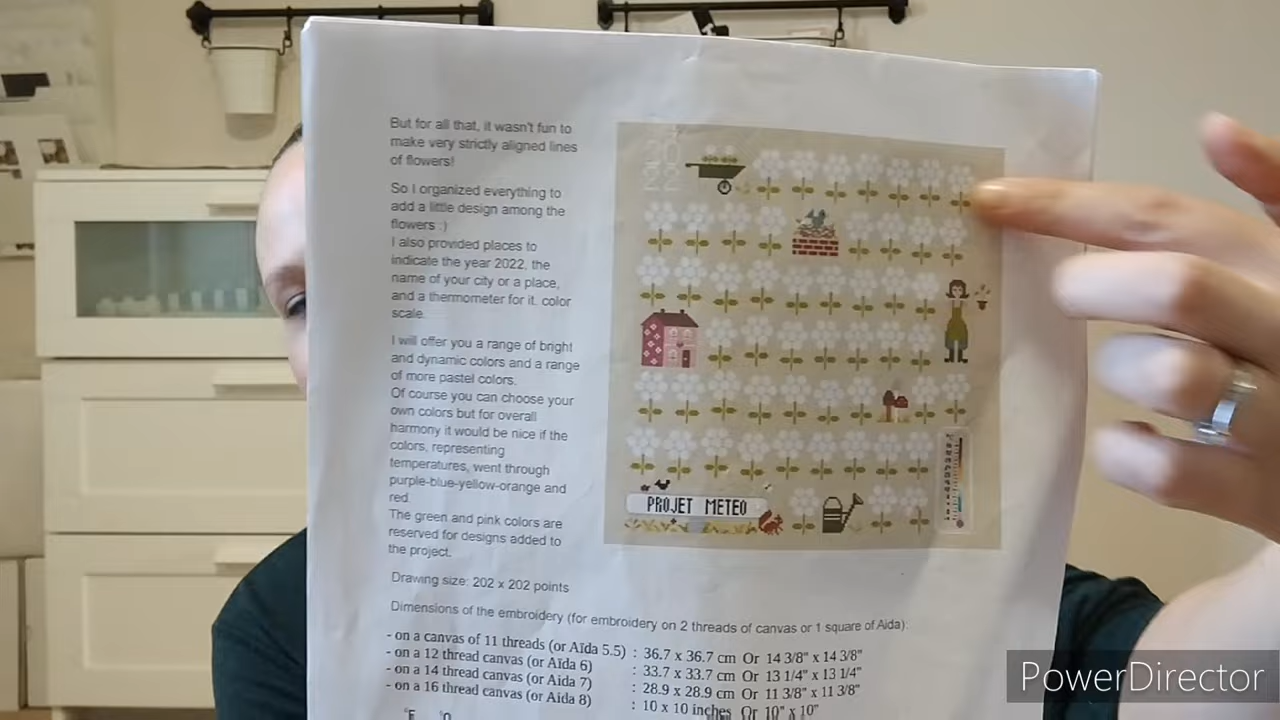 But for all that, it wasn't fun to
make very strictly aligned lines
of flowers!
So I organized everything to
add a little design among the
flowers :)
I also provided places to
indicate the year 2022, the
name of your city or a place,
and a thermometer for it. color
scale.
I will offer you a range of bright
and dynamic colors and a range
of more pastel colors.
Of course you can choose your
own colors but for overall
harmony it would be nice if the
colors, representing
temperatures, went through
purple-blue-yellow-orange and
red.
The green and pink colors are
reserved for designs added to
the project.
PROJET METEO
Drawing size: 202 x 202 points
Dimensions of the embroidery (for embroidery on 2 threads of canvas or 1 square of Aida):
- on a canvas of 11 threads (or Aïda 5.5) : 36.7 x 36.7 cm Or 14 3/8" x 14 3/8"
- on a 12 thread canvas (or Aida 6) : 33.7 x 33.7 cm Or 13 1/4" x 13 1/4"
- on a 14 thread canvas (or Aida 7) : 28.9 x 28.9 cm Or 11 3/8" x 11 3/8"
- on a 16 thread canvas (or Aida 8) : 10 x 10 inches Or 10" x 10"
PowerDirector